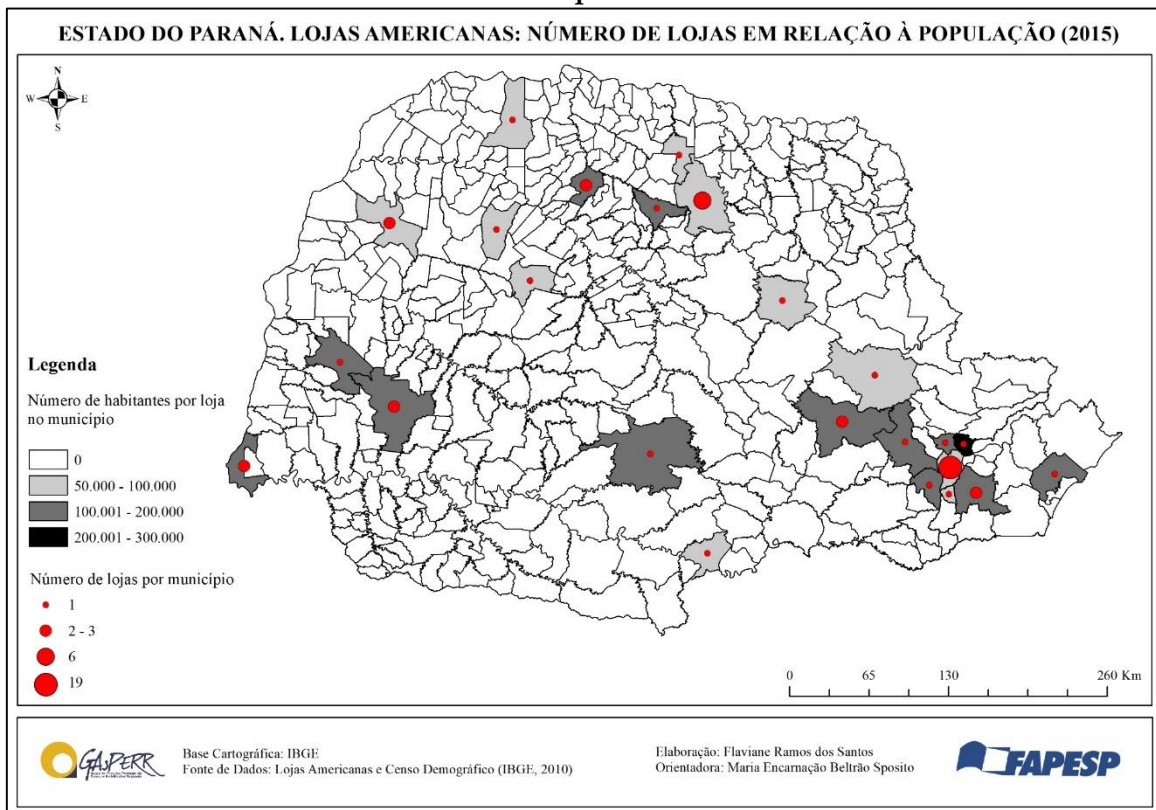 ESTADO DO PARANÁ. LOJAS AMERICANAS: NÚMERO DE LOJAS EM RELAÇÃO À POPULAÇÃO (2015)
N
W E
S
Legenda
Número de habitantes por loja
no município
0
50.000 - 100.000
100.001 - 200.000
200.001 - 300.000
Número de lojas por município
1
2 - 3
6
19
0 65 130 260 Km
GAsPERR
Base Cartográfica: IBGE
Fonte de Dados: Lojas Americanas e Censo Demográfico (IBGE, 2010)
Elaboração: Flaviane Ramos dos Santos
Orientadora: Maria Encarnação Beltrão Sposito
FAPESP